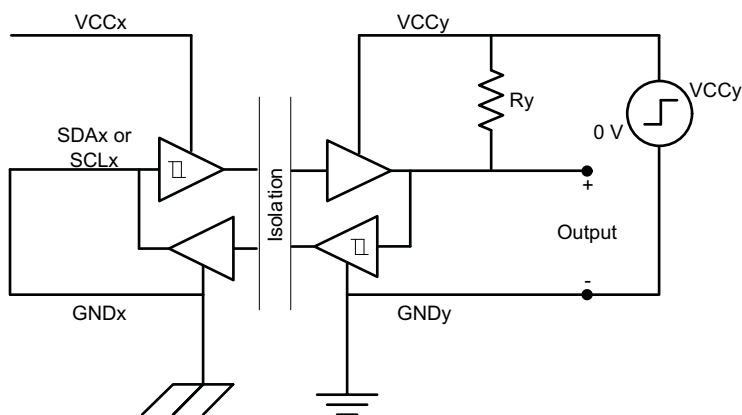 VCCx
VCCy
Ry
VCCy
0 V
SDAx or
SCLx
Isolation
+
Output
-
GNDx
GNDy